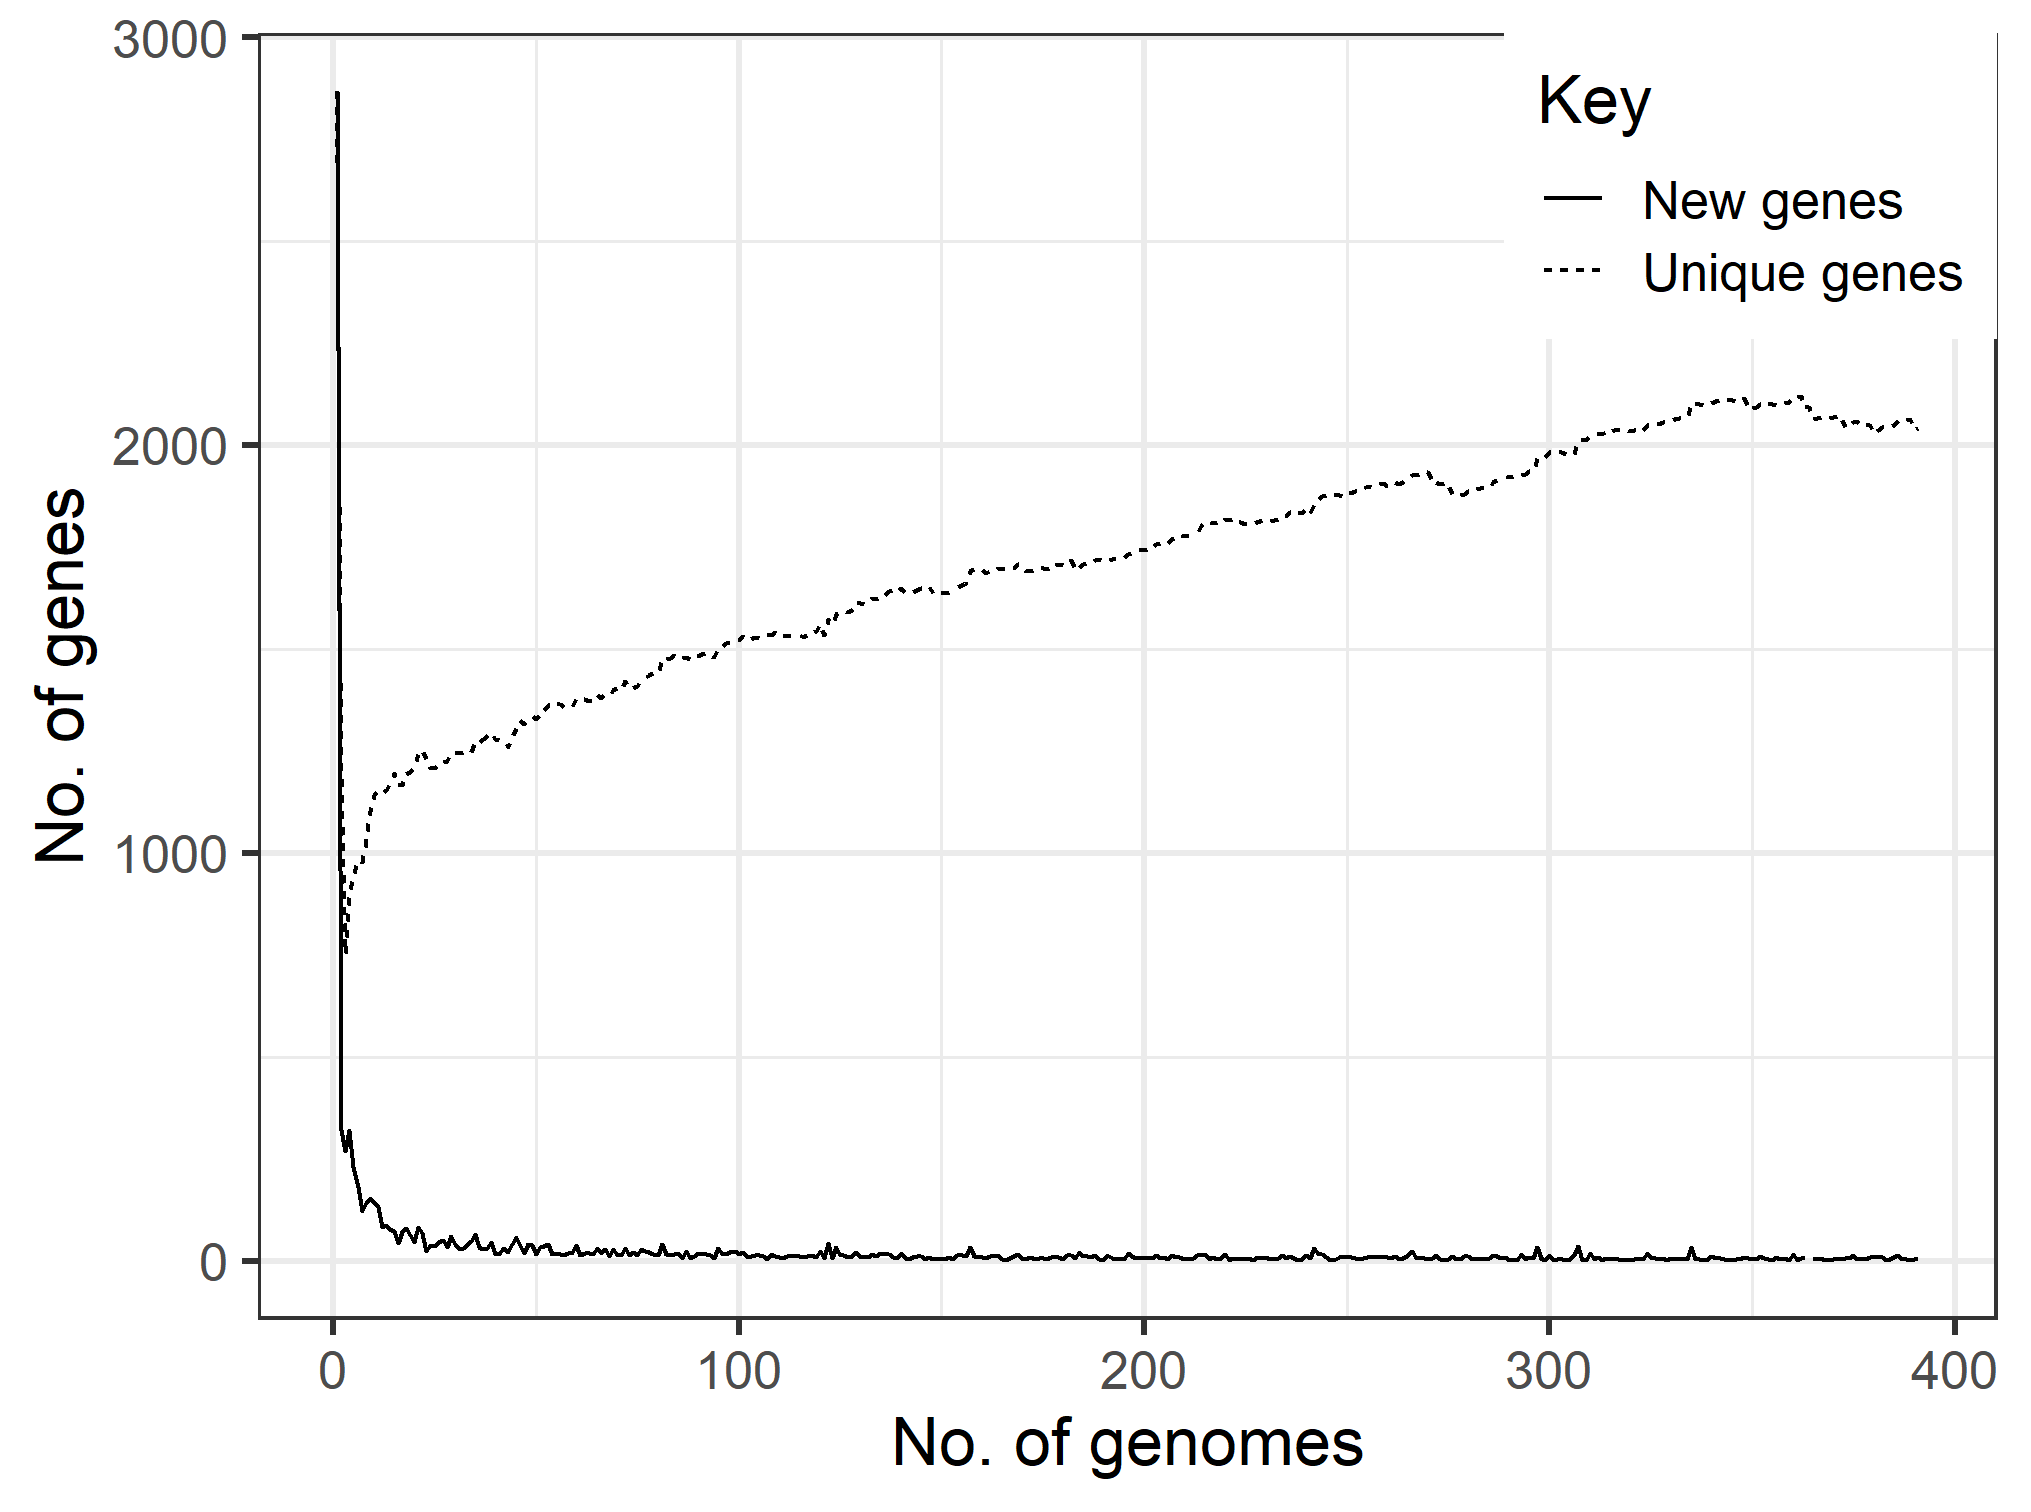 3000
2000
1000
0
No. of genes
Key
New genes
Unique genes
0 100 200 300 400
No. of genomes